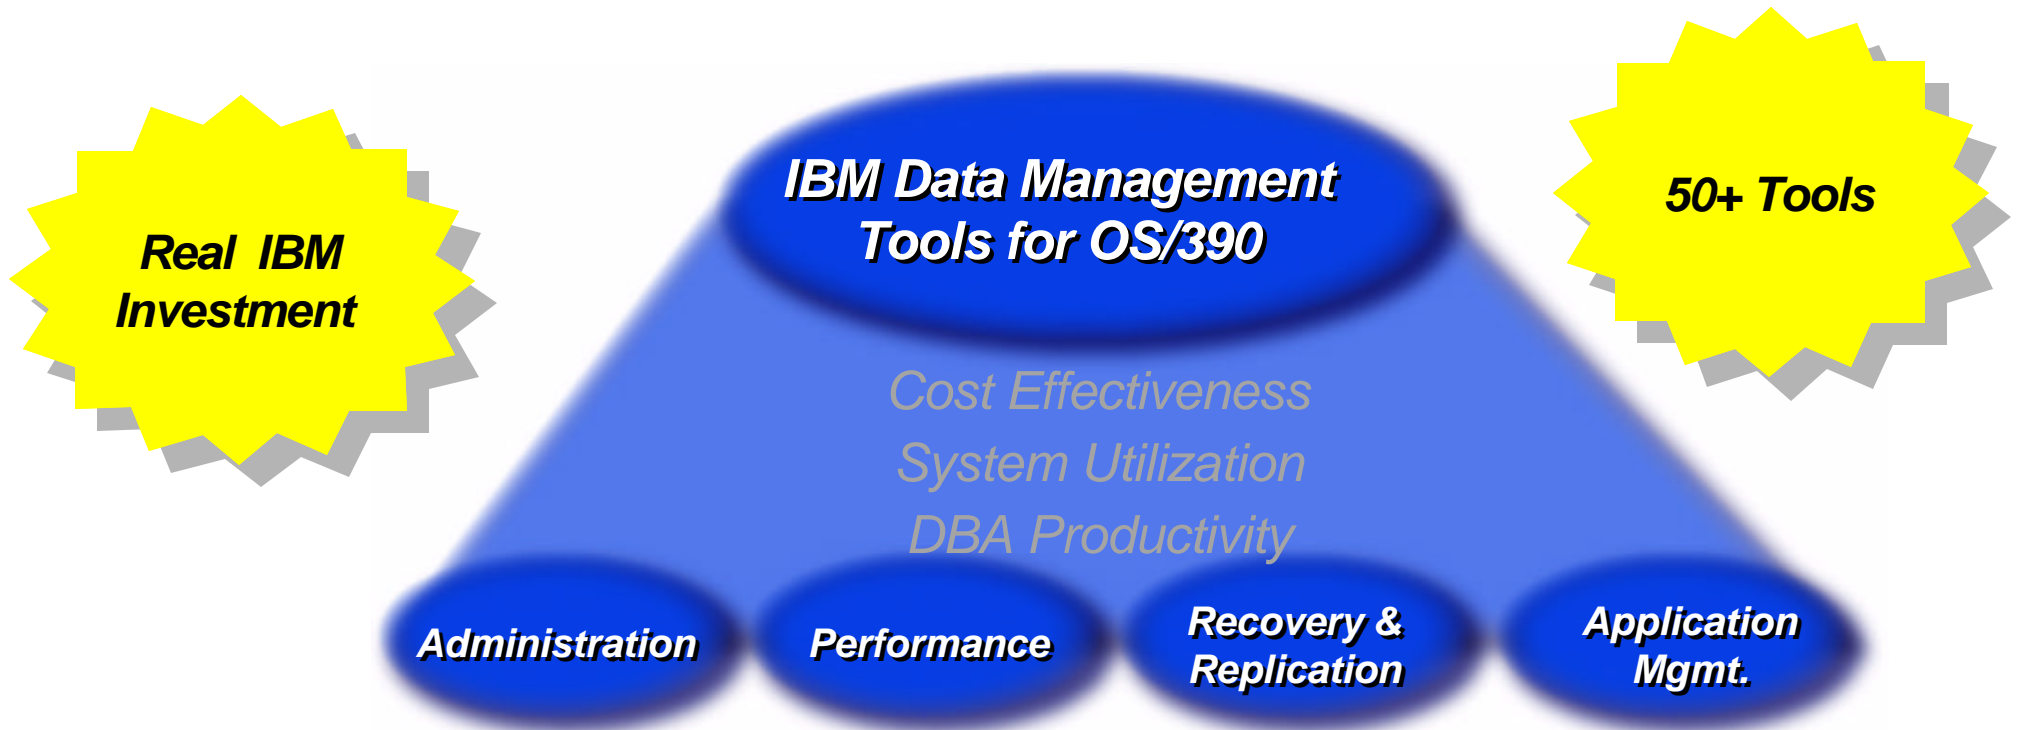 Real IBM
Investment
IBM Data Management
Tools for OS/390
50+ Tools
Cost Effectiveness
System Utilization
DBA Productivity
Administration
Performance
Recovery &
Replication
Application
Mgmt.